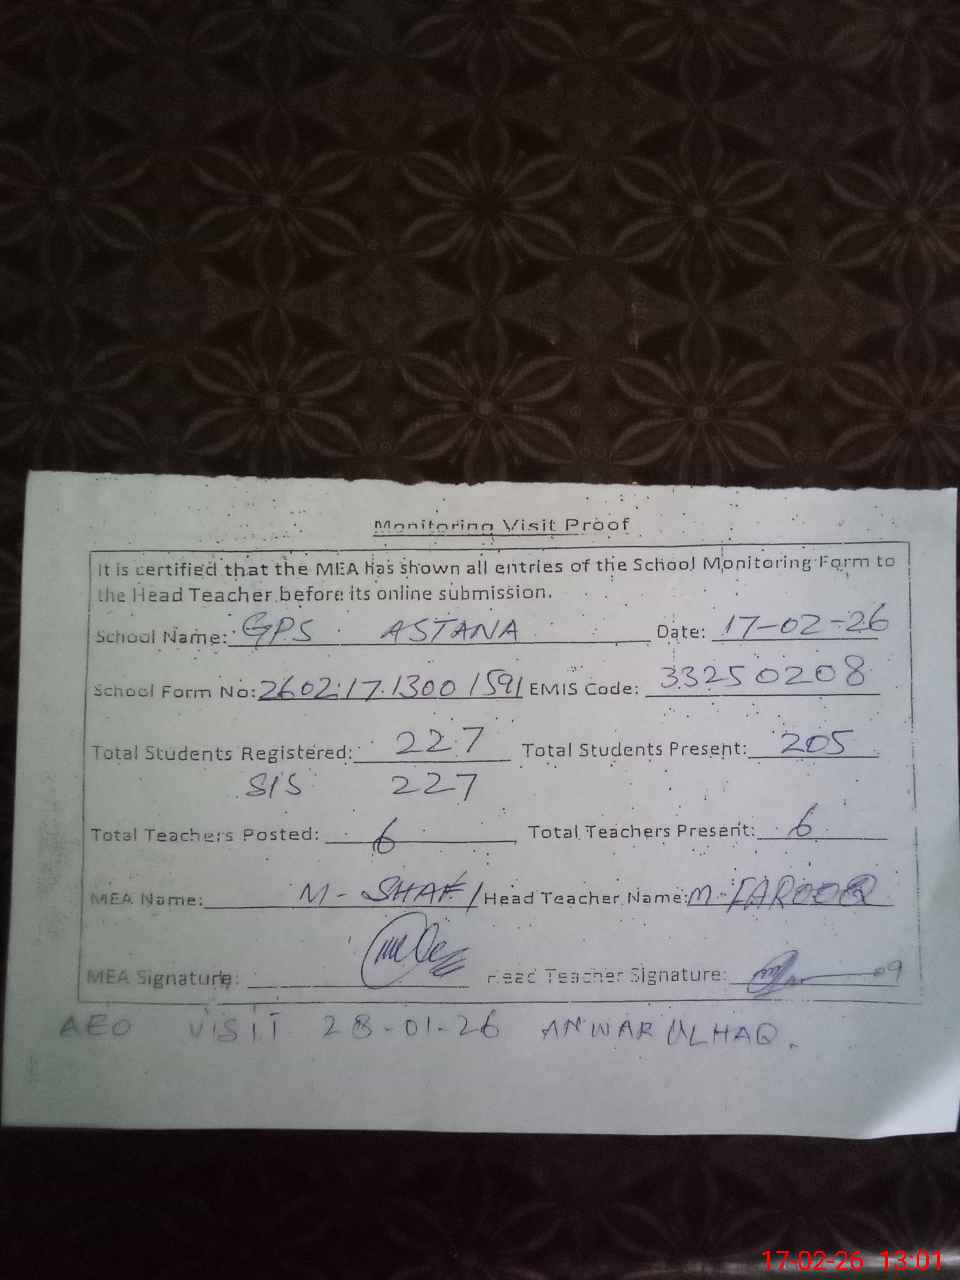 Monitoring Visit Proof
It is certified that the MEA has shown all entries of the School Monitoring Form to
the Head Teacher before its online submission.
School Name: GPS ASTANA Date: 17-02-26
School Form No: 2602.17.1300 1591 EMIS Code: 33250208
Total Students Registered: 227 Total Students Present: 205
SIS 227
Total Teachers Posted: 6 Total Teachers Present: 6
MEA Name: M-SHAFI Head Teacher Name: M-FAROOQ
MEA Signature: Head Teacher Signature:
AEO VISIT 28-01-26 ANWAR ULHAQ.
17-02-26 13:01